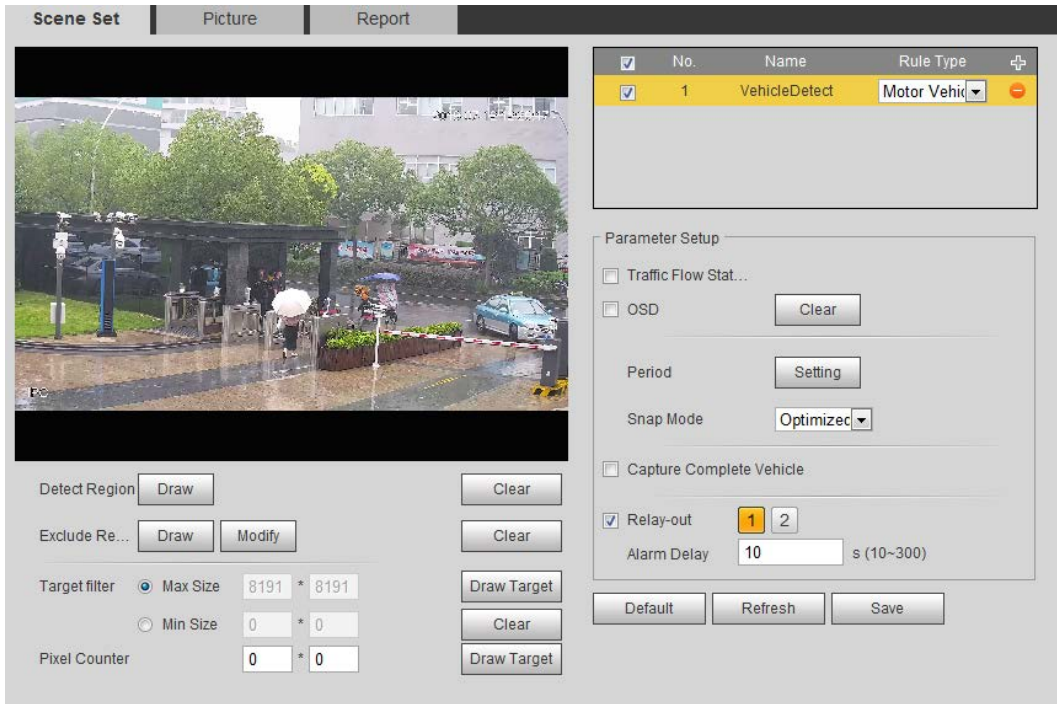 Scene Set Picture Report
No. Name Rule Type
1 VehicleDetect Motor Vehic
Parameter Setup
Traffic Flow Stat...
OSD Clear
Period Setting
Snap Mode Optimized
Capture Complete Vehicle
Relay-out 1 2
Alarm Delay 10 s (10~300)
Default Refresh Save
Detect Region Draw Clear
Exclude Re... Draw Modify Clear
Target filter Max Size 8191 * 8191 Draw Target
Min Size 0 * 0 Clear
Pixel Counter 0 * 0 Draw Target